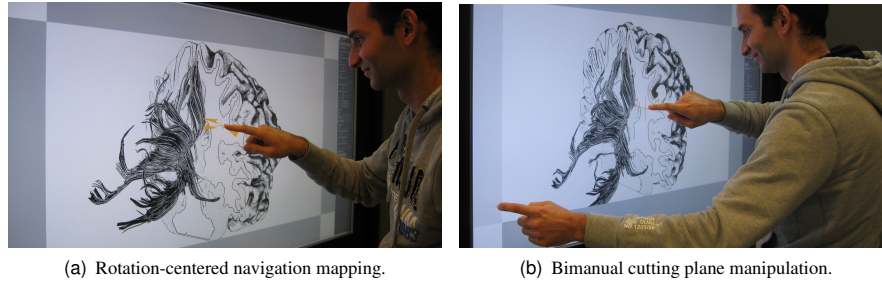 (a) Rotation-centered navigation mapping.
(b) Bimanual cutting plane manipulation.